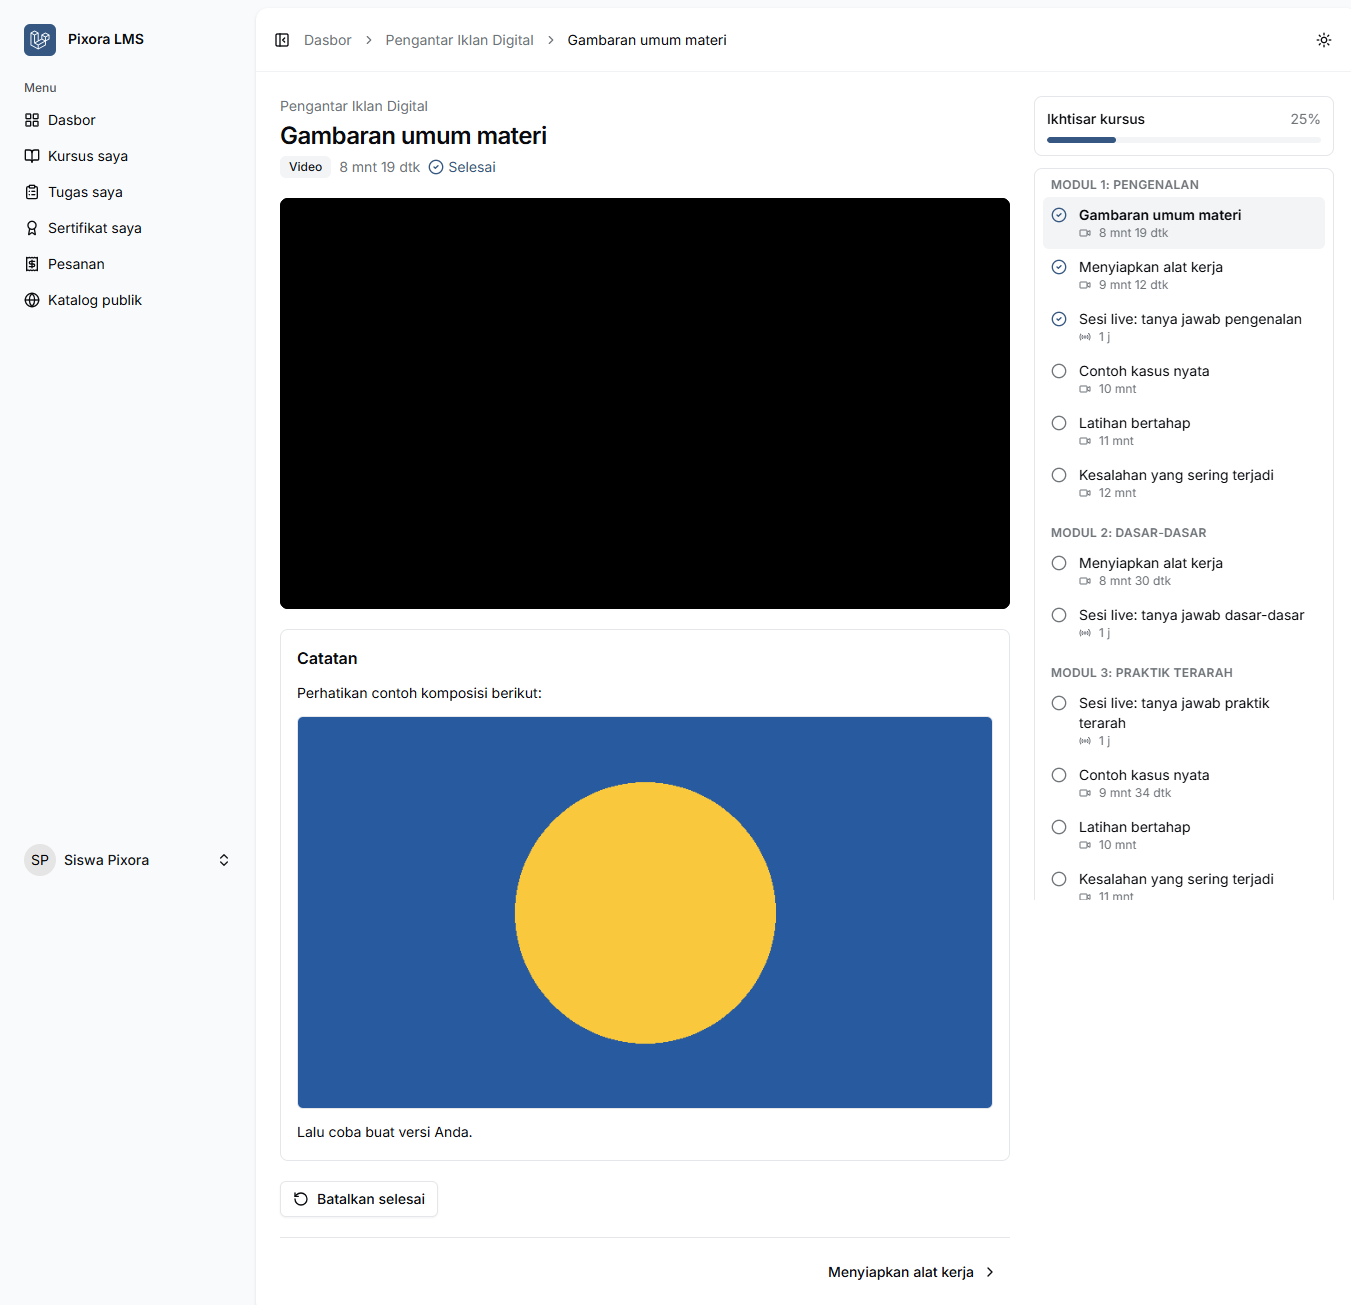 Pixora LMS
Menu
Dasbor
Kursus saya
Tugas saya
Sertifikat saya
Pesanan
Katalog publik
SP Siswa Pixora
Dasbor > Pengantar Iklan Digital > Gambaran umum materi
Pengantar Iklan Digital
Gambaran umum materi
Video 8 mnt 19 dtk Selesai
Catatan
Perhatikan contoh komposisi berikut:
Lalu coba buat versi Anda.
Batalkan selesai
Menyiapkan alat kerja
Ikhtisar kursus 25%
MODUL 1: PENGENALAN
Gambaran umum materi
8 mnt 19 dtk
Menyiapkan alat kerja
9 mnt 12 dtk
Sesi live: tanya jawab pengenalan
1 j
Contoh kasus nyata
10 mnt
Latihan bertahap
11 mnt
Kesalahan yang sering terjadi
12 mnt
MODUL 2: DASAR-DASAR
Menyiapkan alat kerja
8 mnt 30 dtk
Sesi live: tanya jawab dasar-dasar
1 j
MODUL 3: PRAKTIK TERARAH
Sesi live: tanya jawab praktik
terarah
1 j
Contoh kasus nyata
9 mnt 34 dtk
Latihan bertahap
10 mnt
Kesalahan yang sering terjadi
11 mnt